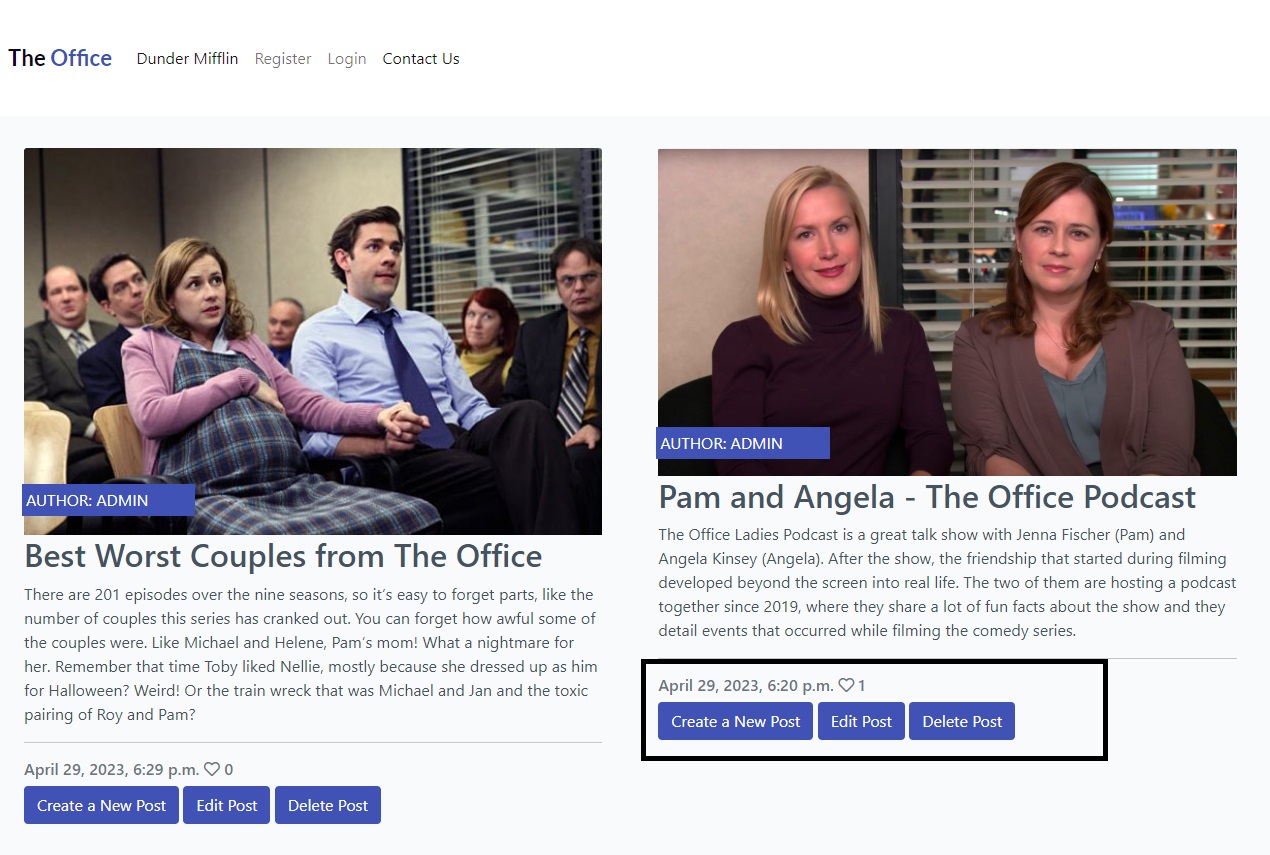 The Office Dunder Mifflin Register Login Contact Us
AUTHOR: ADMIN
Best Worst Couples from The Office
There are 201 episodes over the nine seasons, so it’s easy to forget parts, like the
number of couples this series has cranked out. You can forget how awful some of
the couples were. Like Michael and Helene, Pam’s mom! What a nightmare for
her. Remember that time Toby liked Nellie, mostly because she dressed up as him
for Halloween? Weird! Or the train wreck that was Michael and Jan and the toxic
pairing of Roy and Pam?
April 29, 2023, 6:29 p.m. 0
Create a New Post Edit Post Delete Post
AUTHOR: ADMIN
Pam and Angela - The Office Podcast
The Office Ladies Podcast is a great talk show with Jenna Fischer (Pam) and
Angela Kinsey (Angela). After the show, the friendship that started during filming
developed beyond the screen into real life. The two of them are hosting a podcast
together since 2019, where they share a lot of fun facts about the show and they
detail events that occurred while filming the comedy series.
April 29, 2023, 6:20 p.m. 1
Create a New Post Edit Post Delete Post